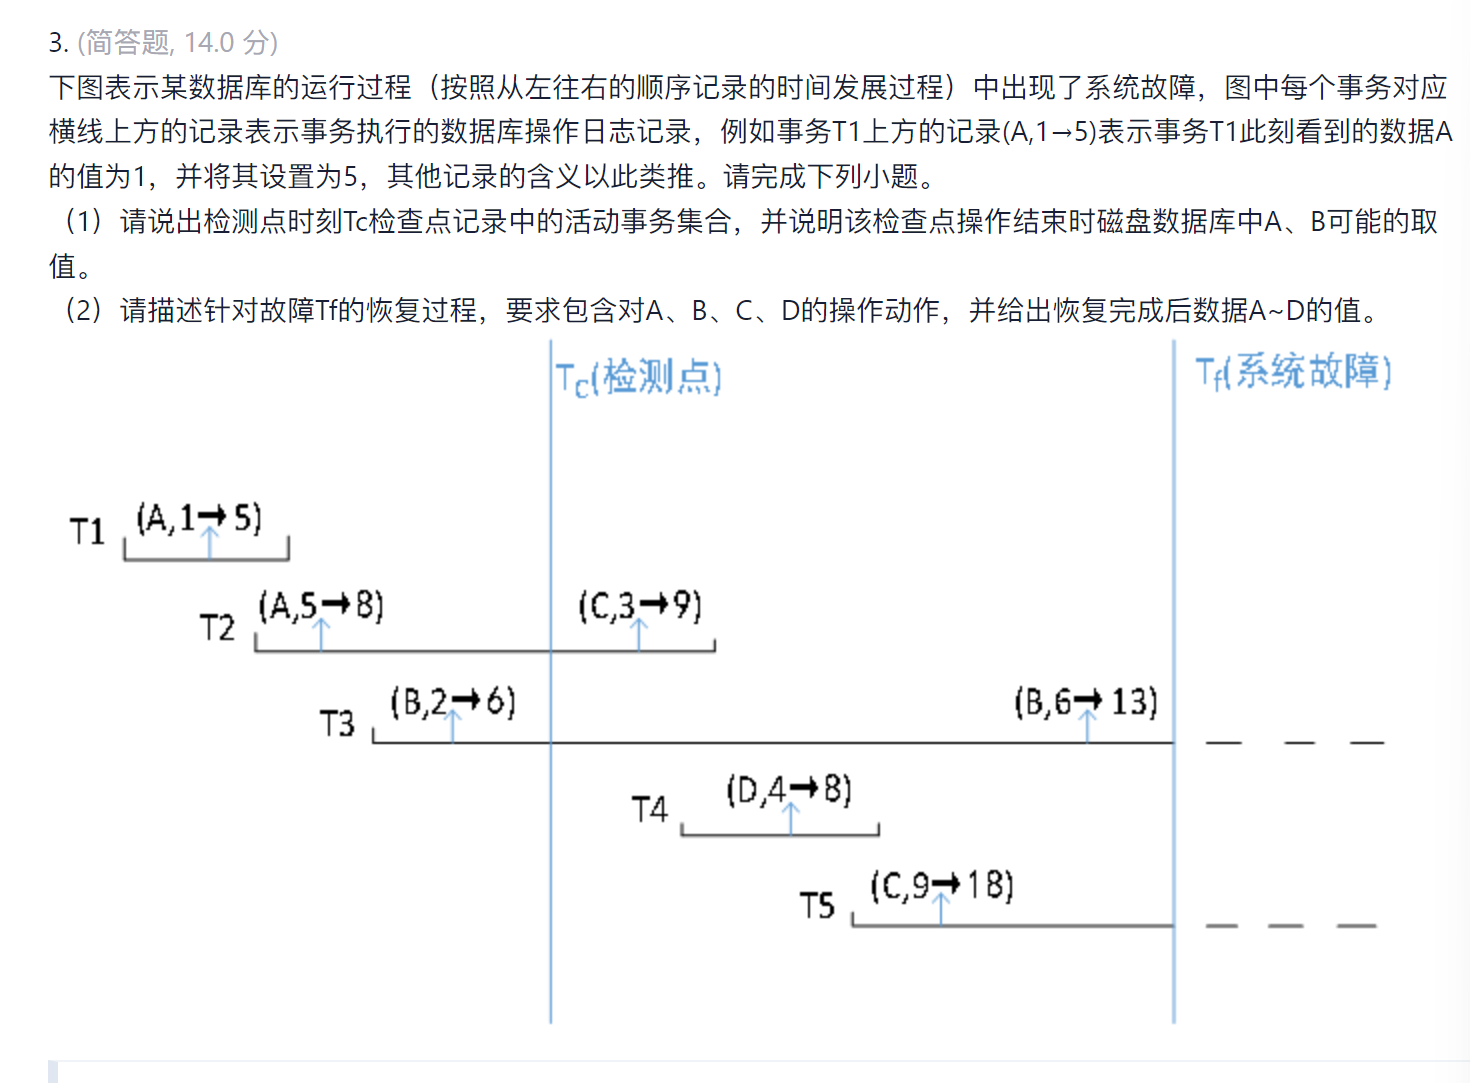 3. (简答题, 14.0 分)
下图表示某数据库的运行过程（按照从左往右的顺序记录的时间发展过程）中出现了系统故障，图中每个事务对应
横线上方的记录表示事务执行的数据库操作日志记录，例如事务T1上方的记录(A,1→5)表示事务T1此刻看到的数据A
的值为1，并将其设置为5，其他记录的含义以此类推。请完成下列小题。
（1）请说出检测点时刻Tc检查点记录中的活动事务集合，并说明该检查点操作结束时磁盘数据库中A、B可能的取
值。
（2）请描述针对故障Tf的恢复过程，要求包含对A、B、C、D的操作动作，并给出恢复完成后数据A~D的值。
Tc(检测点)
Tf(系统故障)
T1 (A,1→5)
T2 (A,5→8) (C,3→9)
T3 (B,2→6) (B,6→13)
T4 (D,4→8)
T5 (C,9→18)